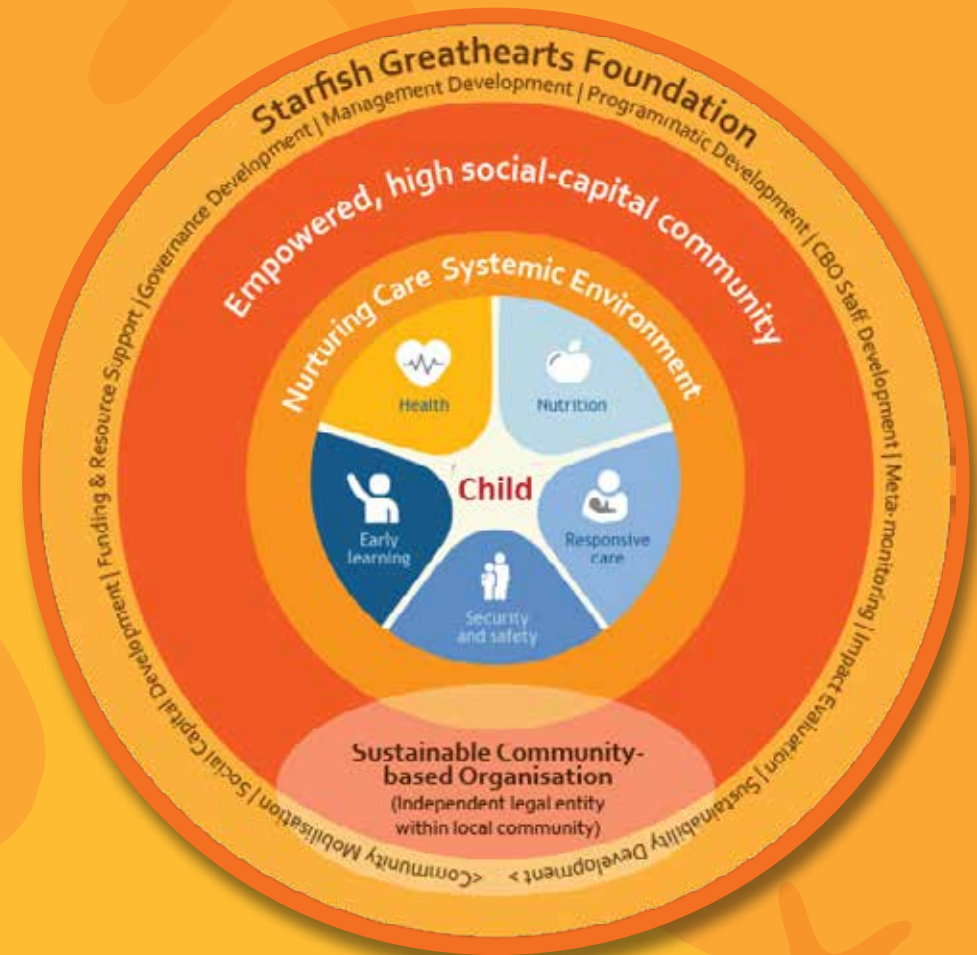 Starfish Greathearts Foundation
<Community Mobilisation | Social Capital Development | Funding & Resource Support | Governance Development | Management Development | Programmatic Development | CBO Staff Development | Meta-monitoring | Impact Evaluation | Sustainability Development >
Empowered, high social-capital community
Nurturing Care Systemic Environment
Health
Nutrition
Child
Early
learning
Responsive
care
Security
and safety
Sustainable Community-
based Organisation
(Independent legal entity
within local community)